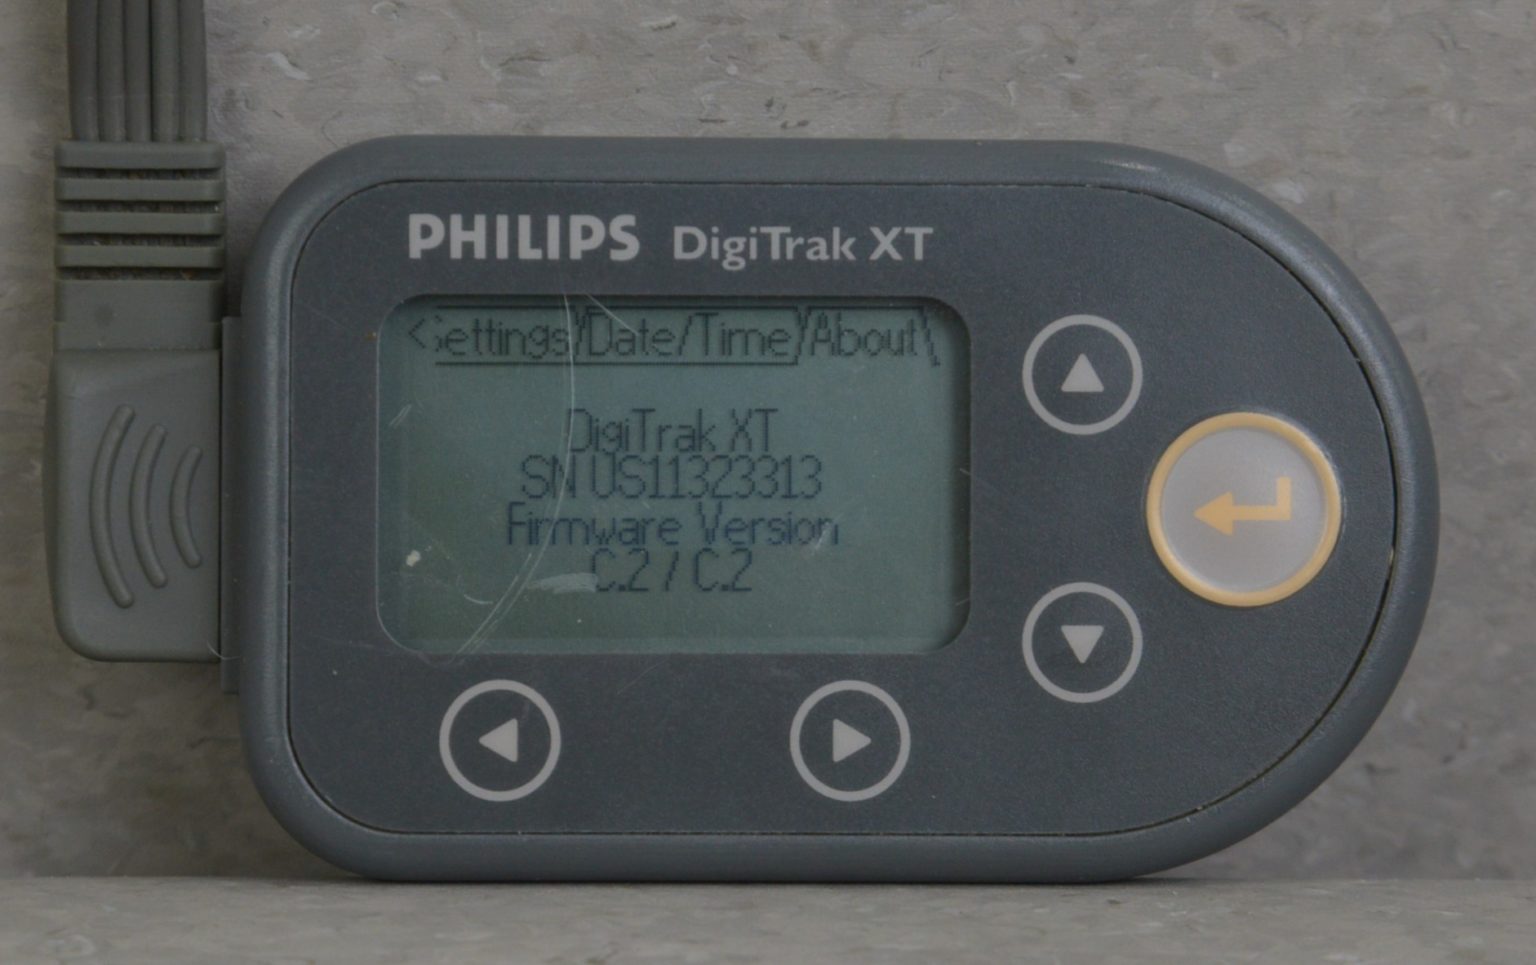 PHILIPS DigiTrak XT
<Settings\Date/Time\About\
DigiTrak XT
SN US11323313
Firmware Version
C.2 / C.2